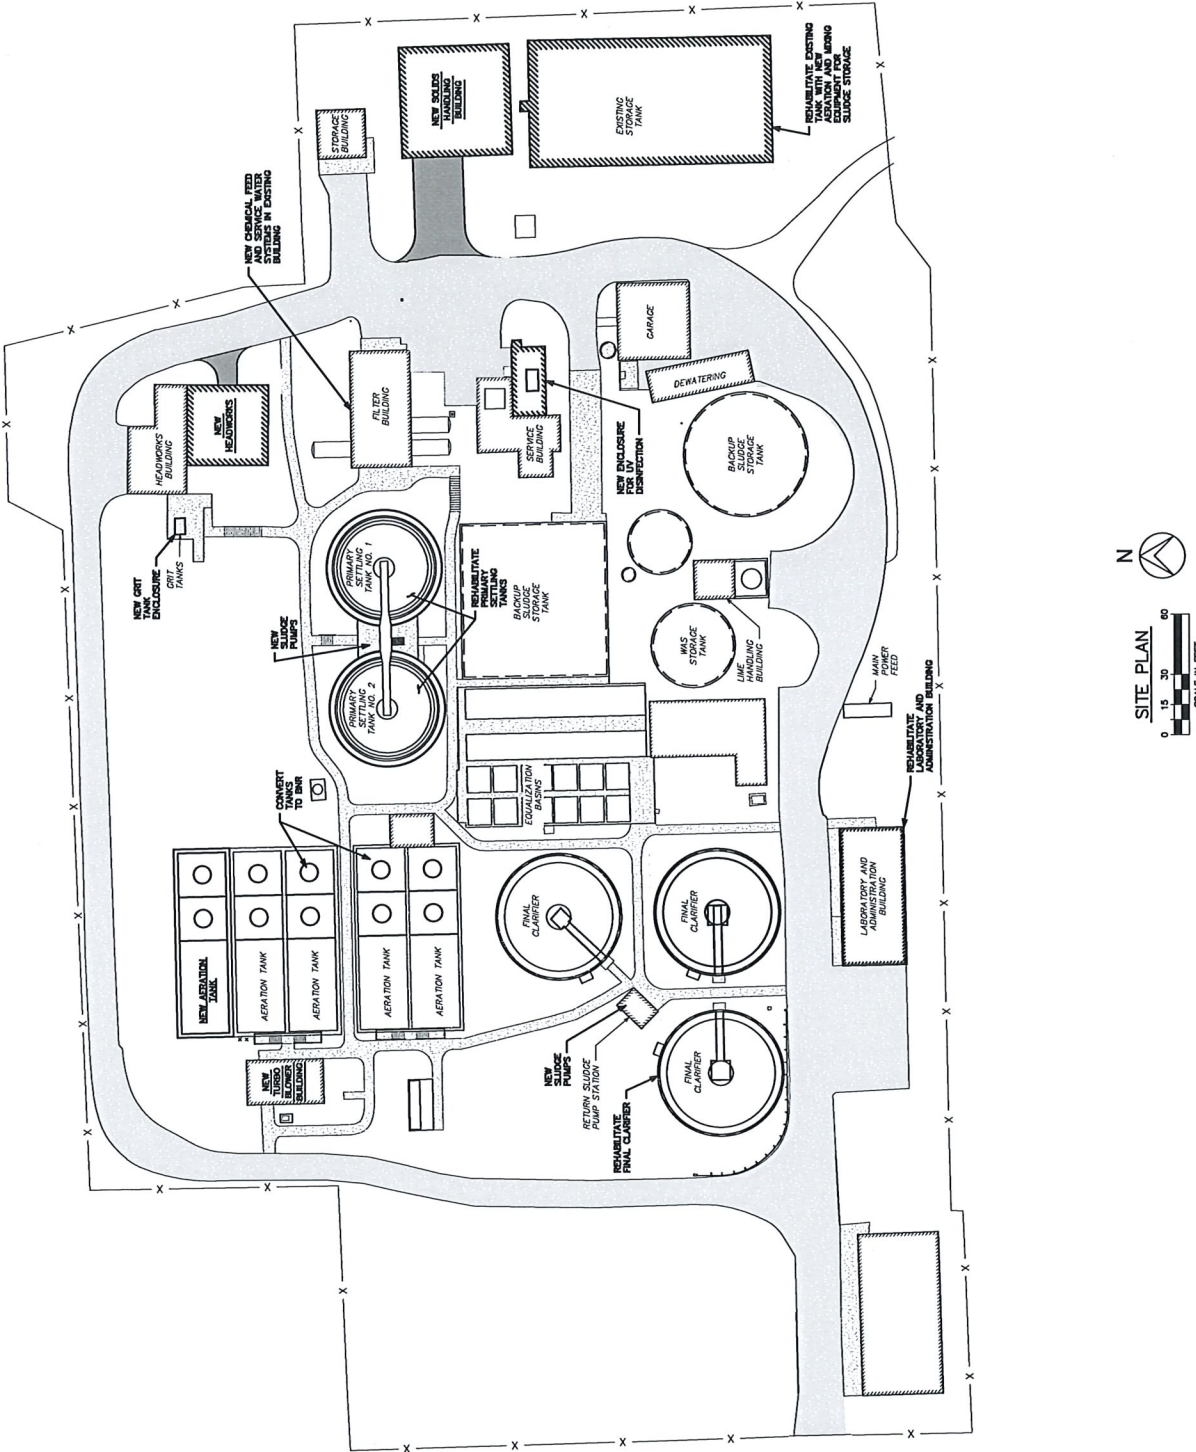 NEW SOLIDS
HANDLING
BUILDING
EXISTING
STORAGE
TANK
REHABILITATE EXISTING
TANK WITH NEW
AERATION AND MIXING
EQUIPMENT FOR
SLUDGE STORAGE
STORAGE
BUILDING
NEW CHEMICAL FEED
AND SERVICE WATER
SYSTEMS IN EXISTING
BUILDING
GARAGE
DEWATERING
HEADWORKS
BUILDING
NEW
HEADWORKS
FILTER
BUILDING
SERVICE
BUILDING
NEW ENCLOSURE
FOR UV
DISINFECTION
BACKUP
SLUDGE
STORAGE
TANK
NEW GRIT
TANK
ENCLOSURE
GRIT
TANKS
PRIMARY
SETTLING
TANK NO. 1
REHABILITATE
PRIMARY
SETTLING
TANKS
BACKUP
SLUDGE
STORAGE
TANK
NEW
SLUDGE
PUMPS
PRIMARY
SETTLING
TANK NO. 2
WAS
STORAGE
TANK
LIME
HANDLING
BUILDING
MAIN
POWER
FEED
CONVERT
TANKS
TO BNR
EQUALIZATION
BASINS
REHABILITATE
LABORATORY AND
ADMINISTRATION BUILDING
NEW AERATION
TANK
AERATION TANK
AERATION TANK
AERATION TANK
AERATION TANK
FINAL
CLARIFIER
FINAL
CLARIFIER
LABORATORY AND
ADMINISTRATION
BUILDING
NEW
TURBO
BLOWER
BUILDING
NEW
SLUDGE
PUMPS
RETURN SLUDGE
PUMP STATION
FINAL
CLARIFIER
REHABILITATE
FINAL CLARIFIER
N
SITE PLAN
0 15 30 60